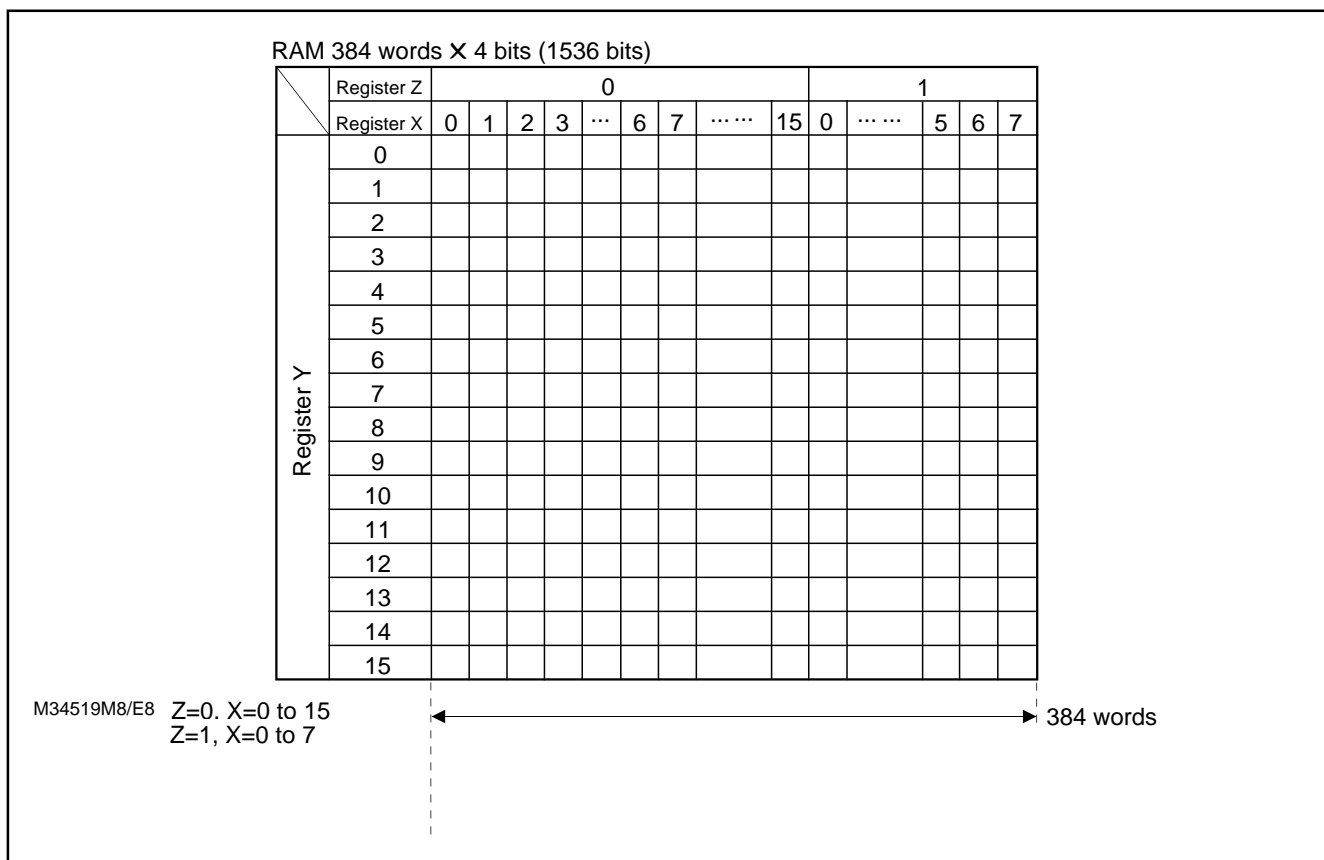 RAM 384 words X 4 bits (1536 bits)
Register Z 0 1
Register X 0 1 2 3 ... 6 7 ... ... 15 0 ... ... 5 6 7
Register Y
0
1
2
3
4
5
6
7
8
9
10
11
12
13
14
15
M34519M8/E8 Z=0. X=0 to 15
Z=1, X=0 to 7
384 words